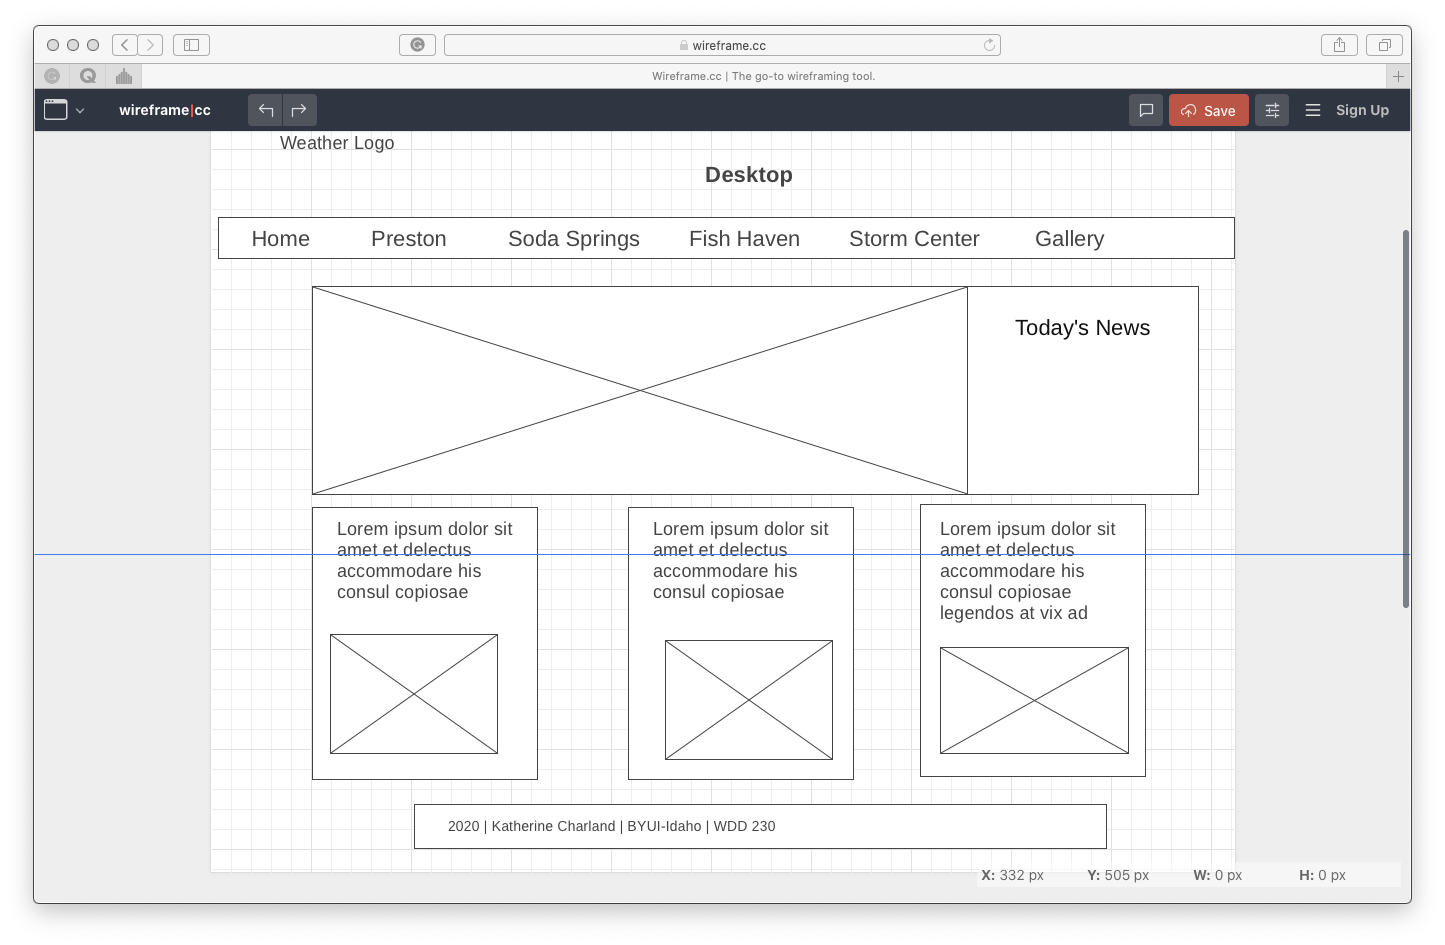 wireframe.cc
Wireframe.cc | The go-to wireframing tool.
wireframe|cc
Save
Sign Up
Weather Logo
Desktop
Home Preston Soda Springs Fish Haven Storm Center Gallery
Today's News
Lorem ipsum dolor sit
amet et delectus
accommodare his
consul copiosae
Lorem ipsum dolor sit
amet et delectus
accommodare his
consul copiosae
Lorem ipsum dolor sit
amet et delectus
accommodare his
consul copiosae
legendos at vix ad
2020 | Katherine Charland | BYUI-Idaho | WDD 230
X: 332 px Y: 505 px W: 0 px H: 0 px